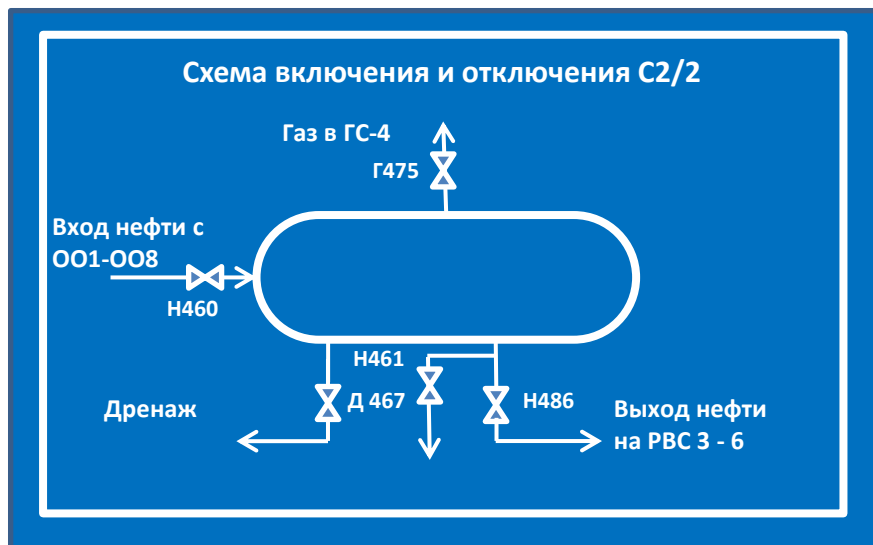 Схема включения и отключения С2/2
Газ в ГС-4
Г475
Вход нефти с
ОО1-ОО8
Н460
Н461
Дренаж
Д 467
Н486
Выход нефти
на РВС 3 - 6